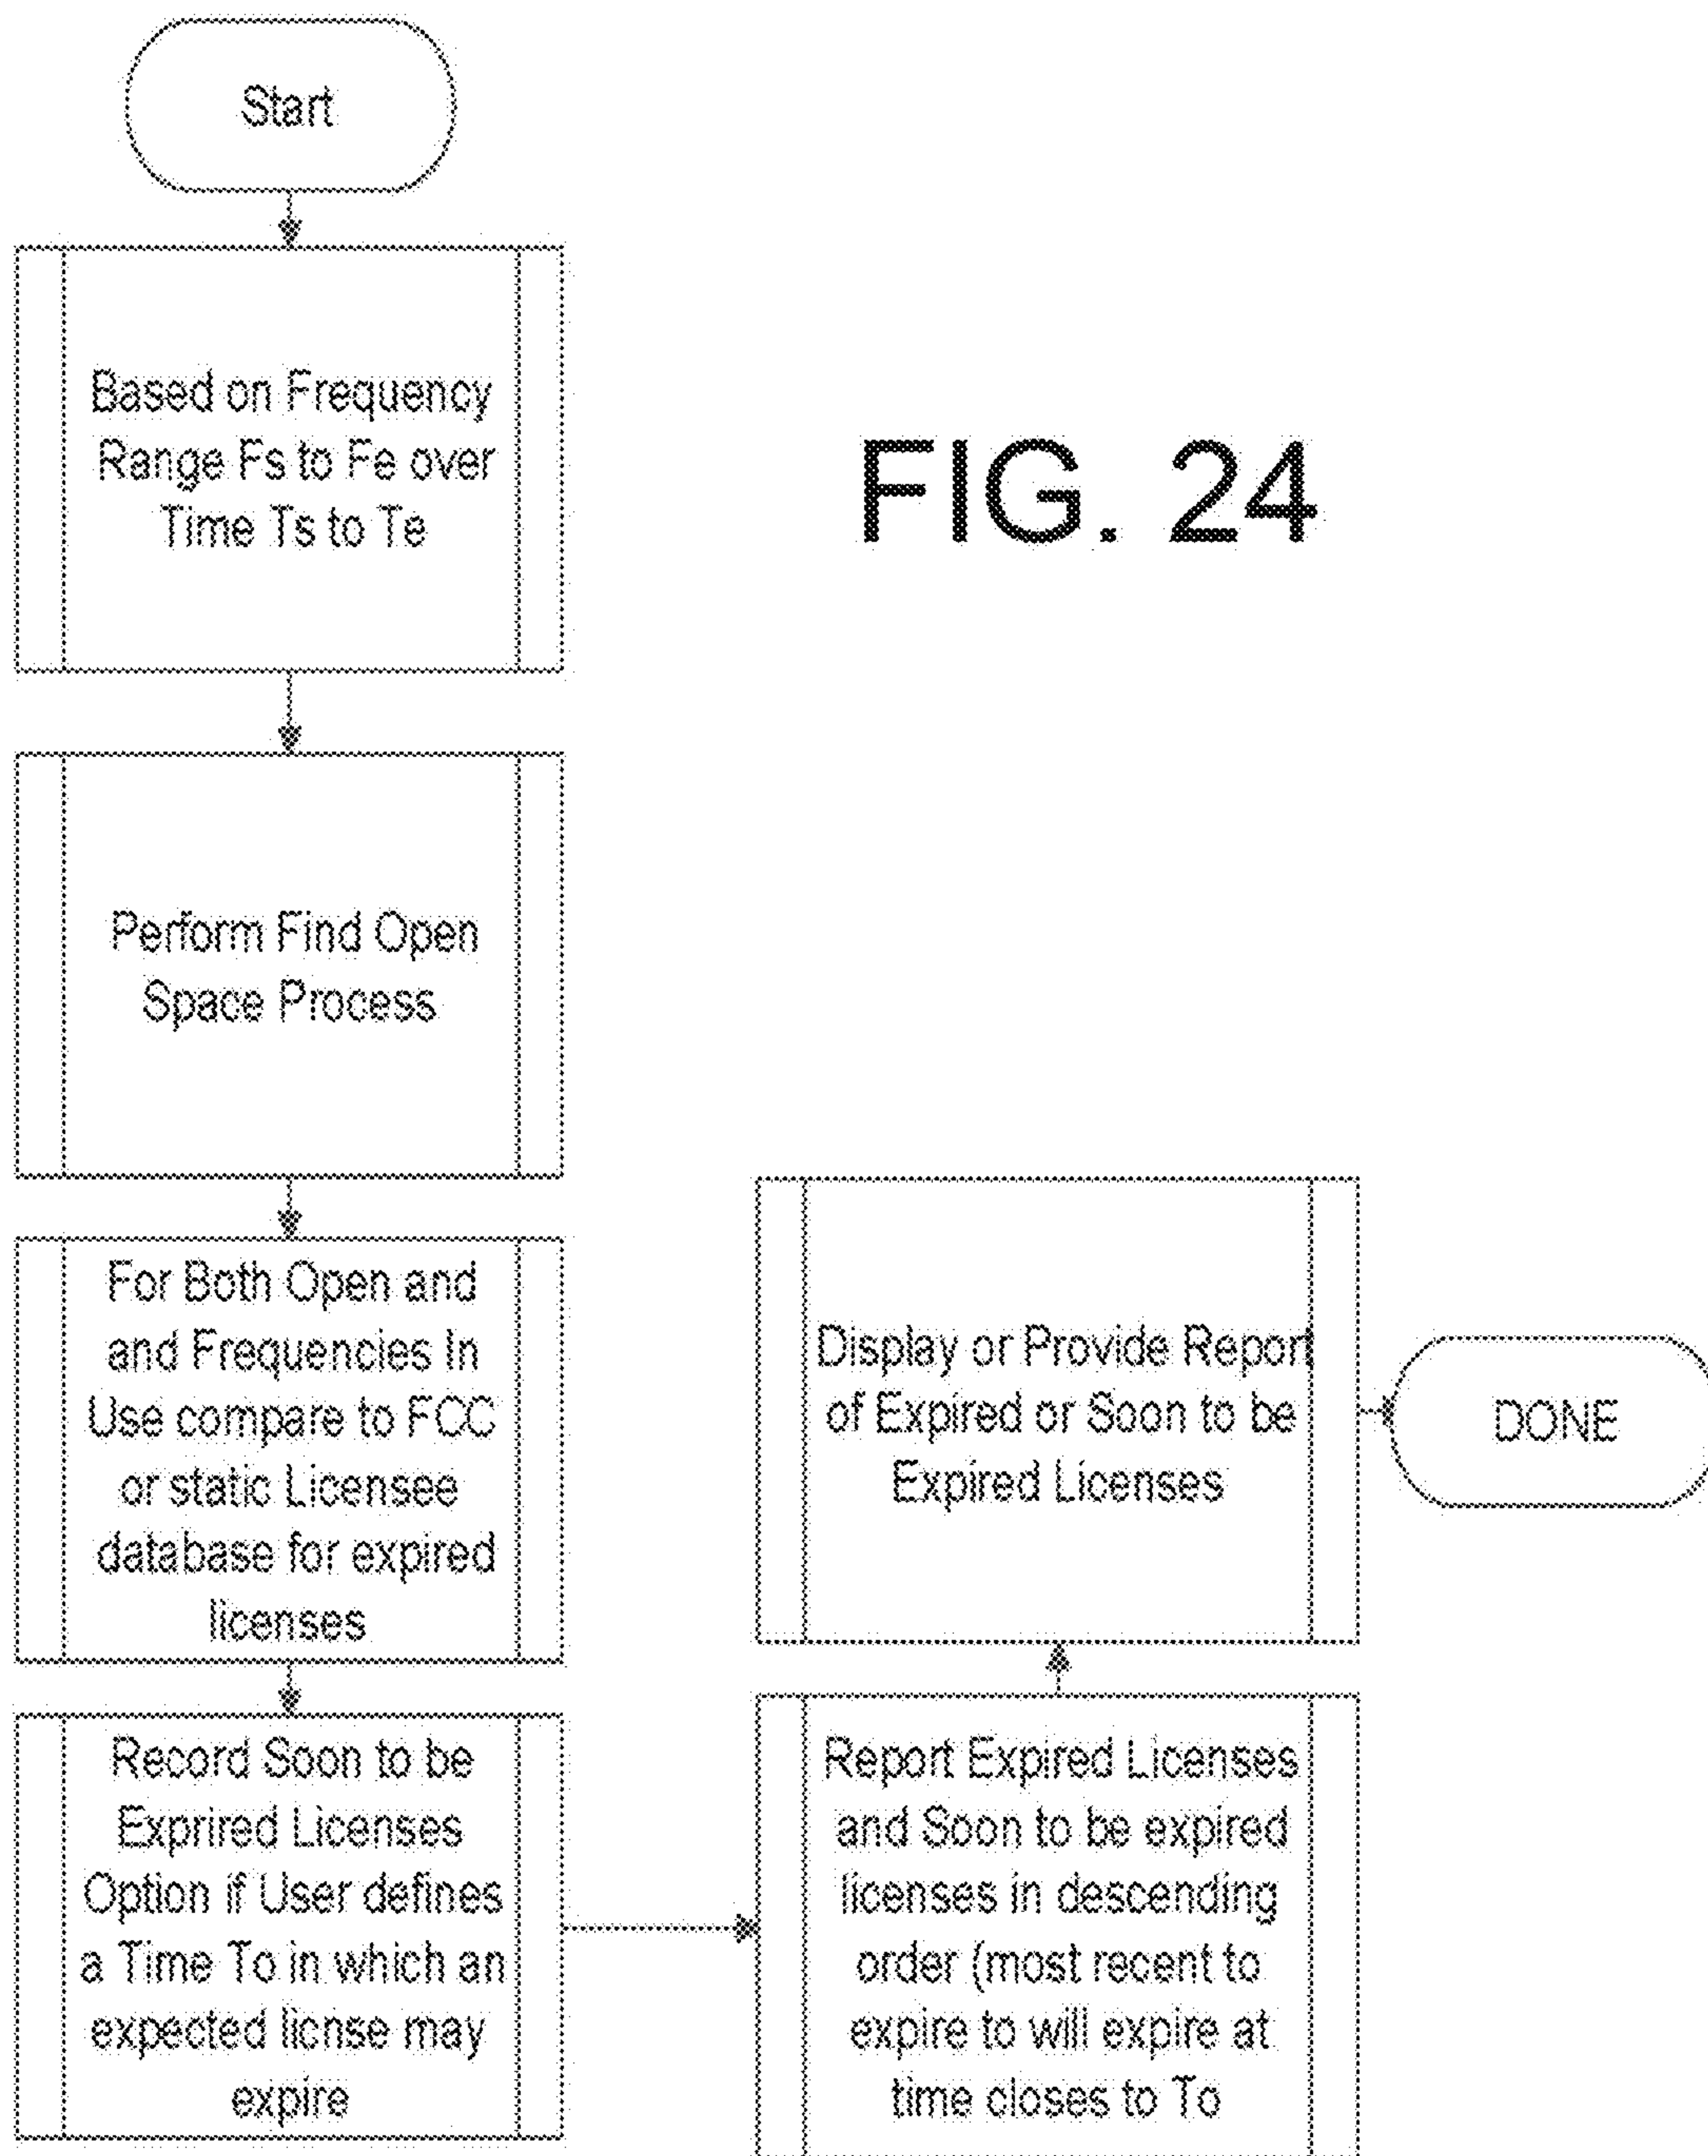 Start
Based on Frequency
Range Fs to Fe over
Time Ts to Te
FIG. 24
Perform Find Open
Space Process
For Both Open and
and Frequencies In
Use compare to FCC
or static Licensee
database for expired
licenses
Record Soon to be
Exprired Licenses
Option if User defines
a Time To in which an
expected licnse may
expire
Report Expired Licenses
and Soon to be expired
licenses in descending
order (most recent to
expire to will expire at
time closes to To
Display or Provide Report
of Expired or Soon to be
Expired Licenses
DONE